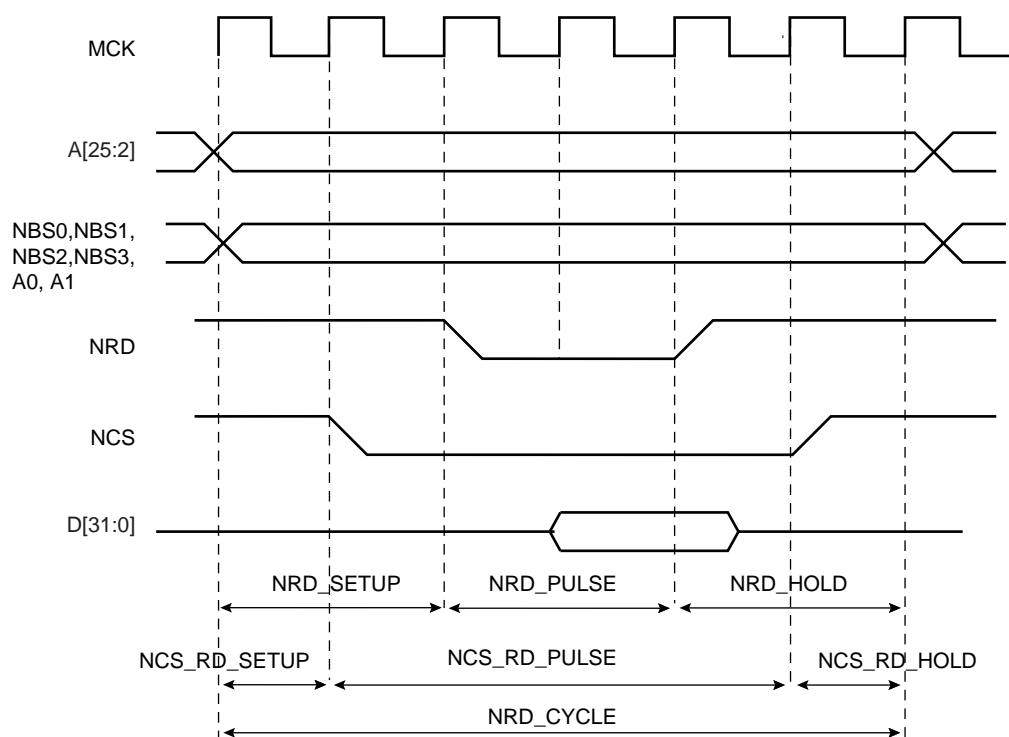 MCK
A[25:2]
NBS0,NBS1,
NBS2,NBS3,
A0, A1
NRD
NCS
D[31:0]
NRD_SETUP
NRD_PULSE
NRD_HOLD
NCS_RD_SETUP
NCS_RD_PULSE
NCS_RD_HOLD
NRD_CYCLE